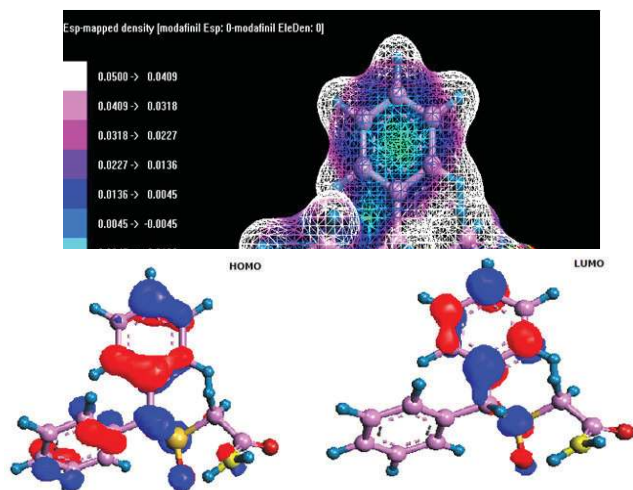 Esp-mapped density [modafinil Esp: 0-modafinil EleDen: 0]
0.0500 -> 0.0409
0.0409 -> 0.0318
0.0318 -> 0.0227
0.0227 -> 0.0136
0.0136 -> 0.0045
0.0045 -> -0.0045
HOMO
LUMO